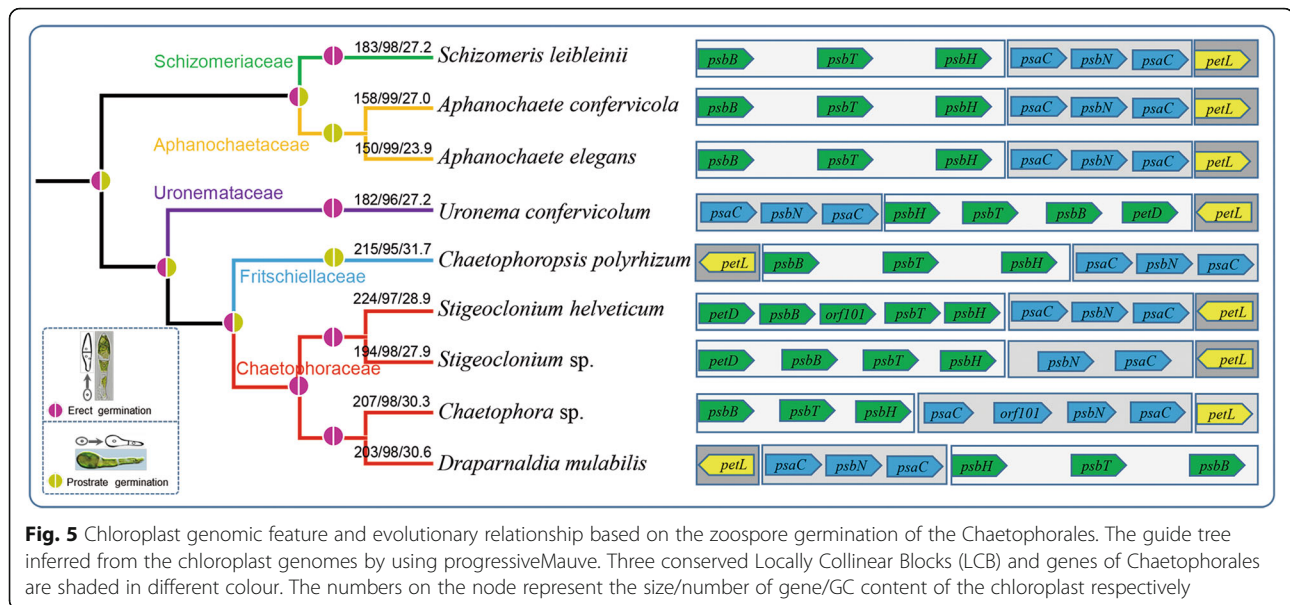 Schizomeriaceae
183/98/27.2 Schizomeris leibleinii psbB psbT psbH psaC psbN psaC petL
158/99/27.0 Aphanochaete confervicola psbB psbT psbH psaC psbN psaC petL
Aphanochaetaceae
150/99/23.9 Aphanochaete elegans psbB psbT psbH psaC psbN psaC petL
Uronemataceae
182/96/27.2 Uronema confervicolum psaC psbN psaC psbH psbT psbB petD petL
Fritschiellaceae
215/95/31.7 Chaetophoropsis polyrhizum petL psbB psbT psbH psaC psbN psaC
224/97/28.9 Stigeoclonium helveticum petD psbB orf101 psbT psbH psaC psbN psaC petL
Chaetophoraceae
194/98/27.9 Stigeoclonium sp. petD psbB psbT psbH psbN psaC petL
207/98/30.3 Chaetophora sp. psbB psbT psbH psaC orf101 psbN psaC petL
203/98/30.6 Draparnaldia mulabilis petL psaC psbN psaC psbH psbT psbB
Erect germination
Prostrate germination
Fig. 5 Chloroplast genomic feature and evolutionary relationship based on the zoospore germination of the Chaetophorales. The guide tree
inferred from the chloroplast genomes by using progressiveMauve. Three conserved Locally Collinear Blocks (LCB) and genes of Chaetophorales
are shaded in different colour. The numbers on the node represent the size/number of gene/GC content of the chloroplast respectively